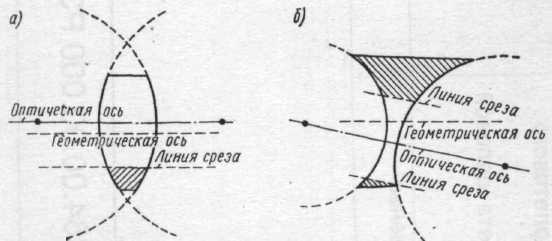 а)
Оптическая ось
Геометрическая ось
Линия среза
б)
Линия среза
Геометрическая ось
Оптическая ось
Линия среза